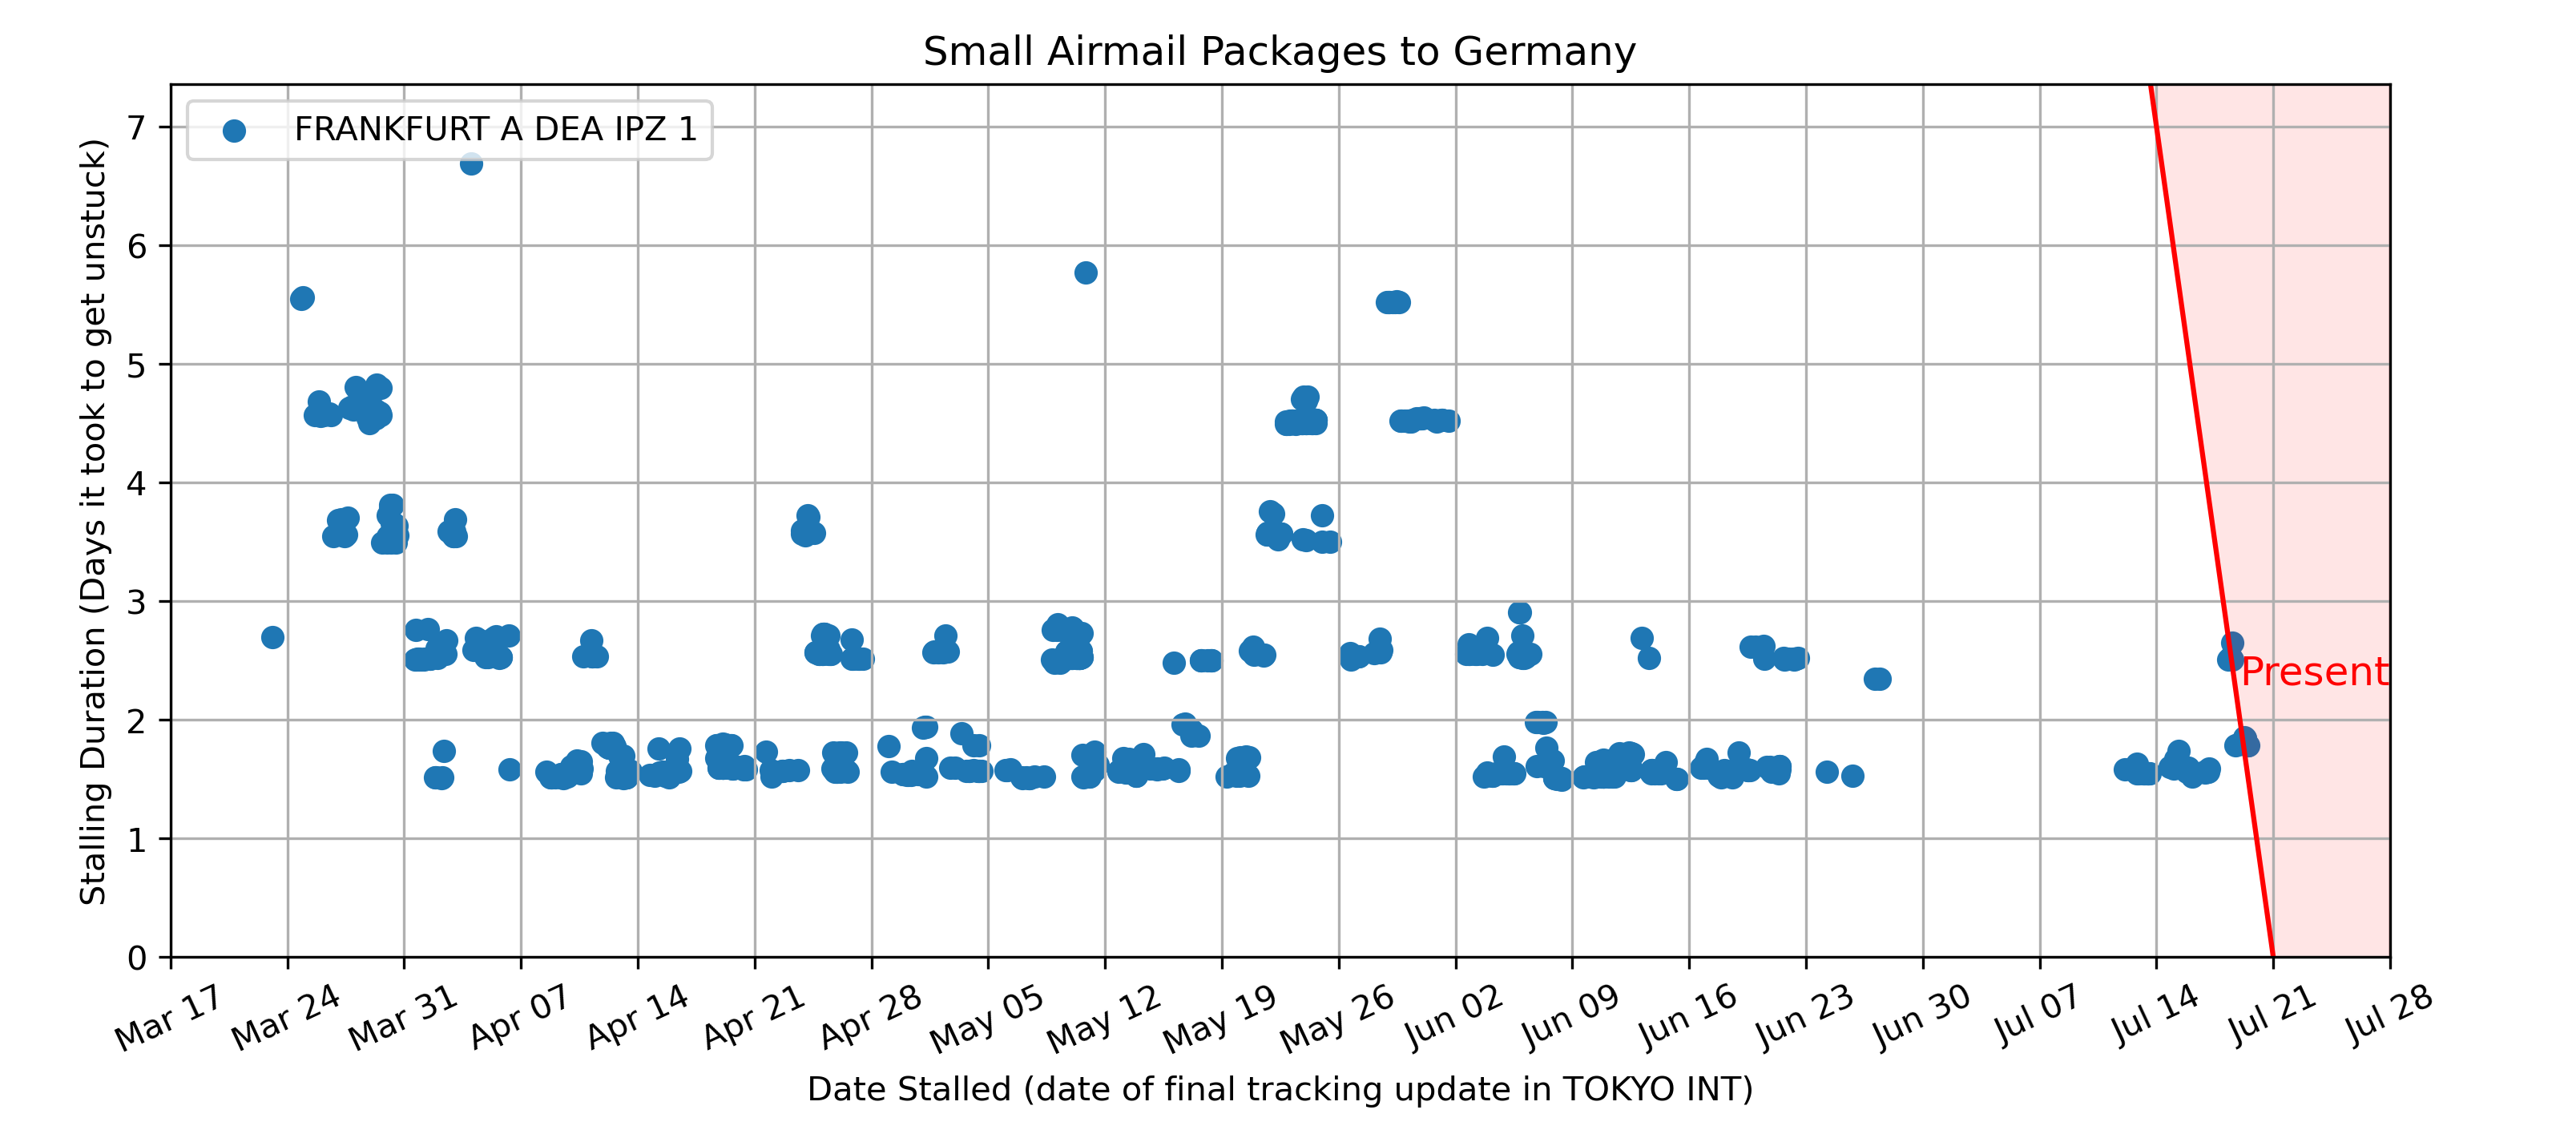 Small Airmail Packages to Germany
FRANKFURT A DEA IPZ 1
Stalling Duration (Days it took to get unstuck)
7
6
5
4
3
2
1
0
Present
Mar 17
Mar 24
Mar 31
Apr 07
Apr 14
Apr 21
Apr 28
May 05
May 12
May 19
May 26
Jun 02
Jun 09
Jun 16
Jun 23
Jun 30
Jul 07
Jul 14
Jul 21
Jul 28
Date Stalled (date of final tracking update in TOKYO INT)